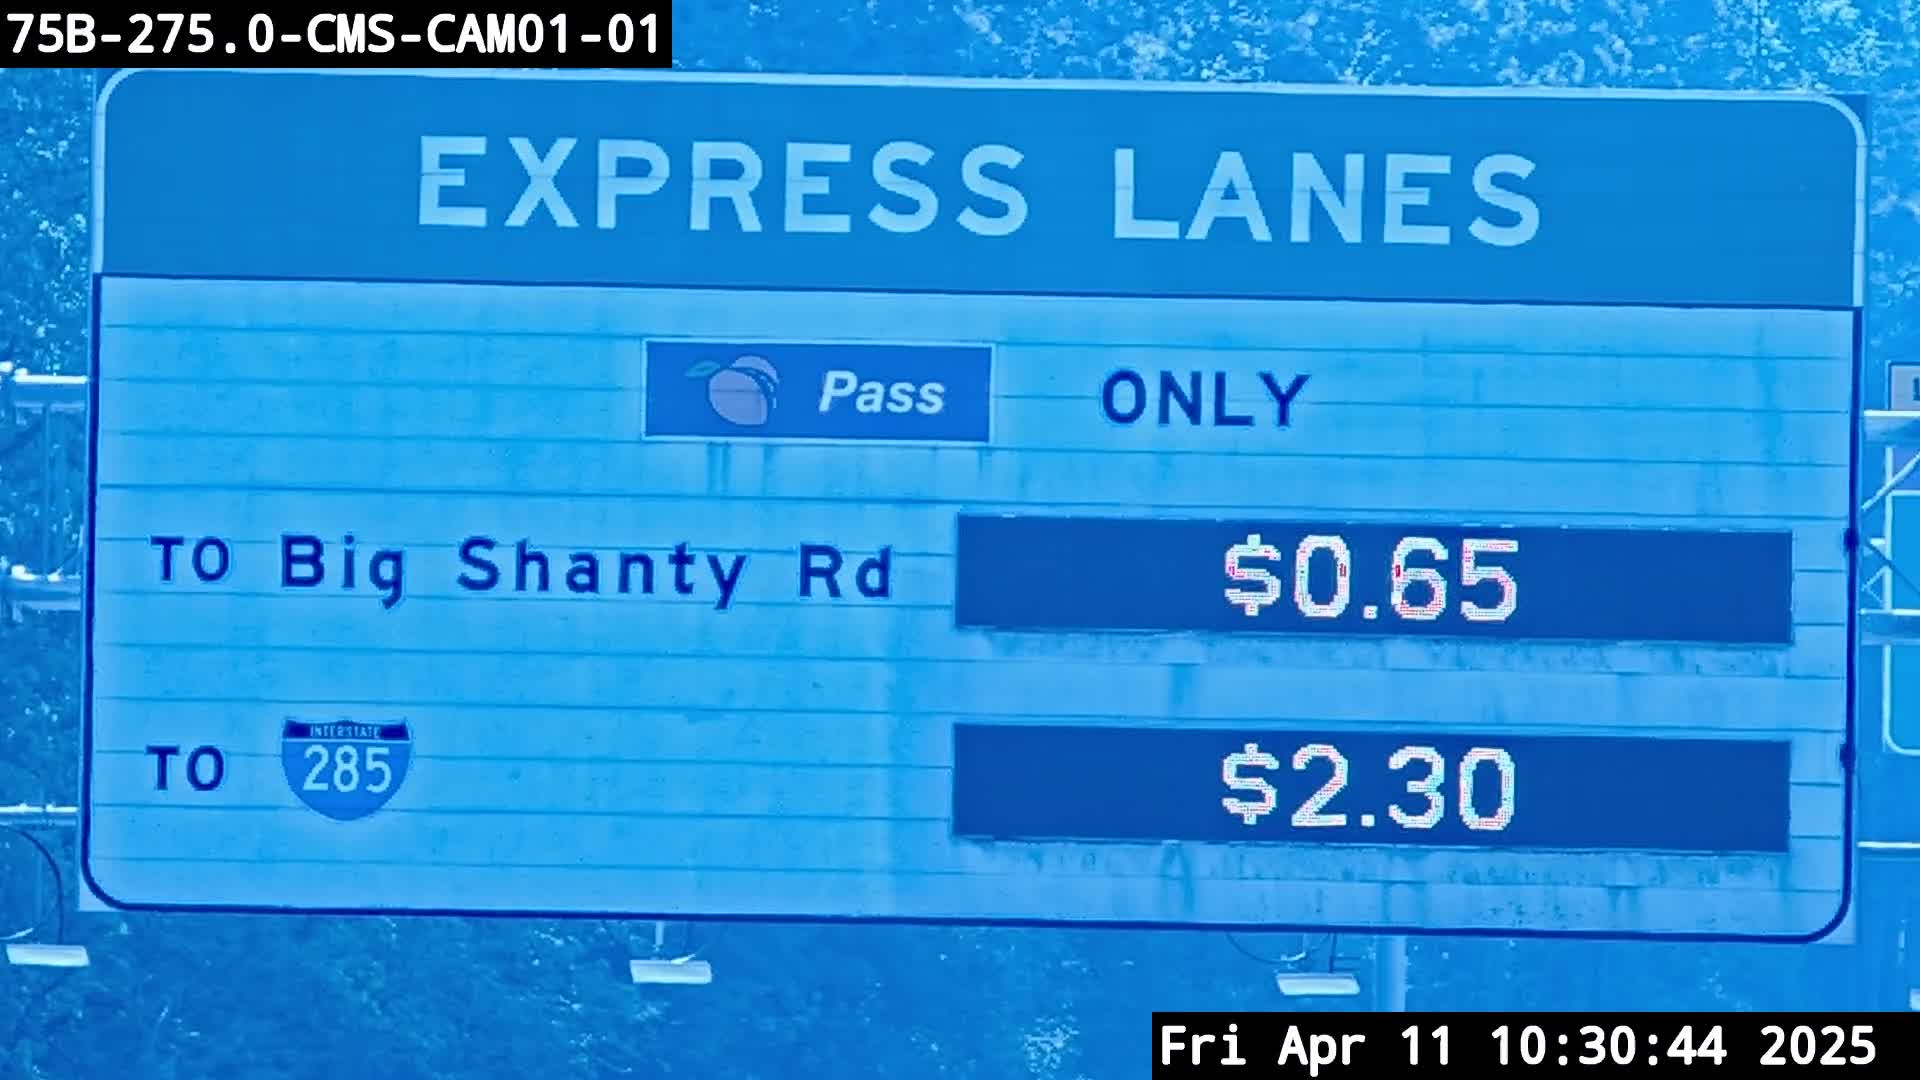 75B-275.0-CMS-CAM01-01
EXPRESS LANES
Pass ONLY
TO Big Shanty Rd $0.65
INTERSTATE
TO 285 $2.30
Fri Apr 11 10:30:44 2025